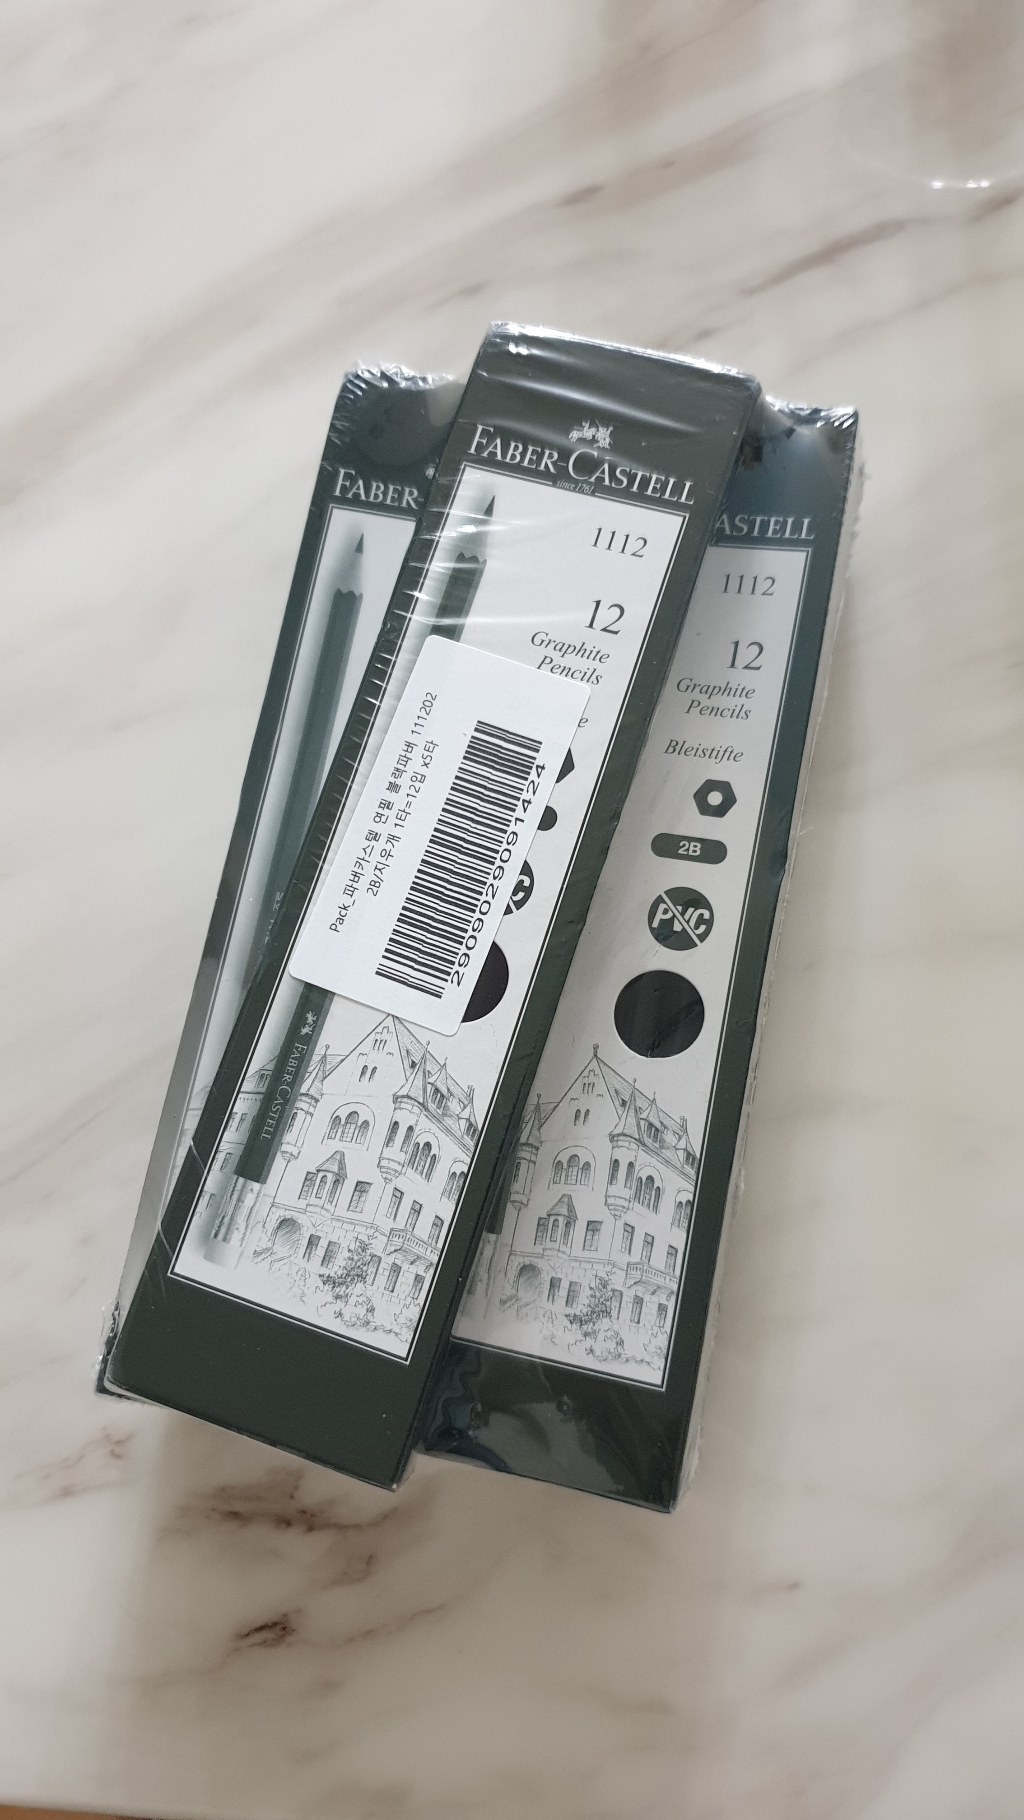 FABER-CASTELL
since 1761
1112
12
Graphite
Pencils
Pack_파버카스텔 연필 블랙파버 111202
2B/지우개 1타=12입 x5타
2909029091424
FABER-CASTELL
FABER-
ASTELL
1112
12
Graphite
Pencils
Bleistifte
2B
PVC